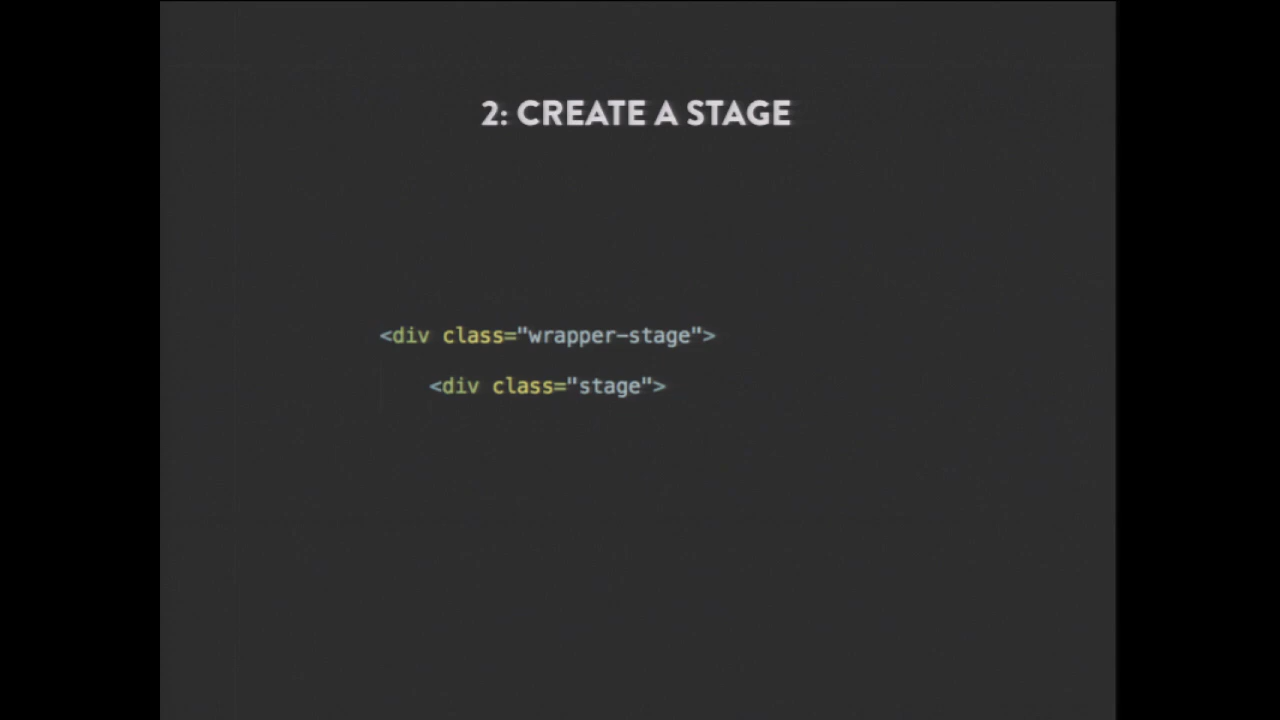 2: CREATE A STAGE
<div class="wrapper-stage">
<div class="stage">